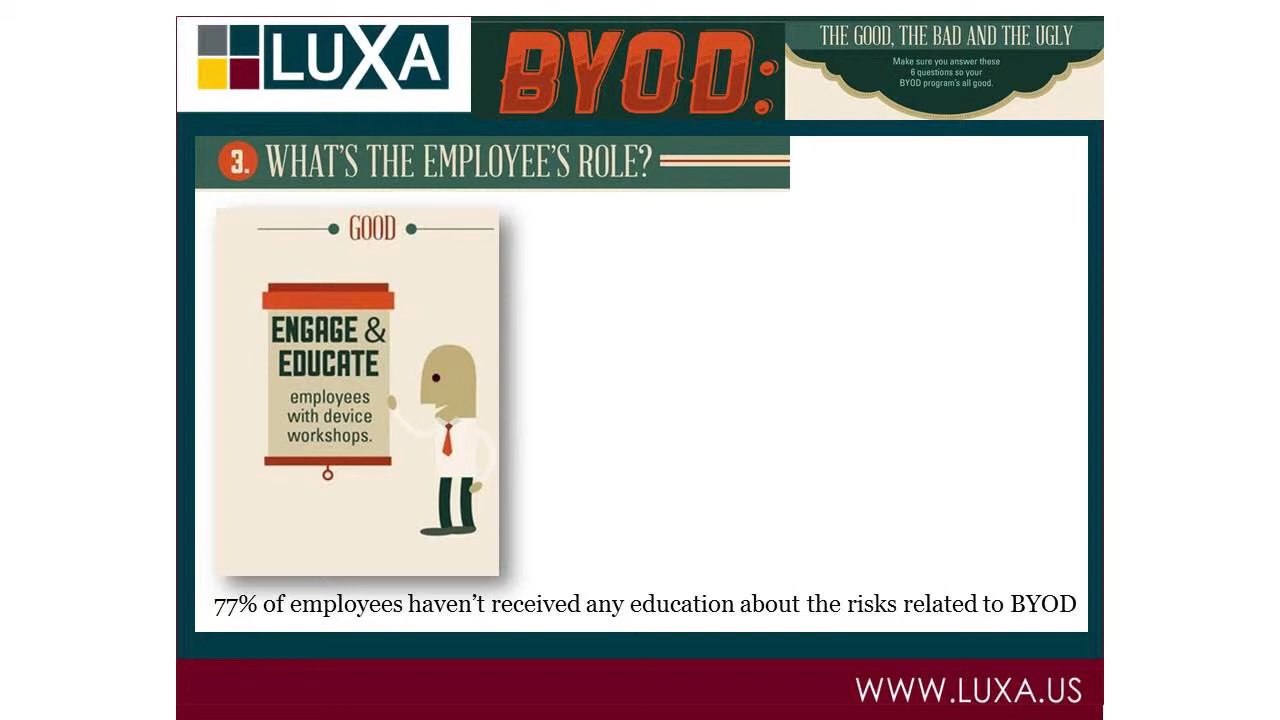 LUXA
BYOD:
THE GOOD, THE BAD AND THE UGLY
Make sure you answer these
6 questions so your
BYOD program's all good.
3. WHAT'S THE EMPLOYEE'S ROLE?
GOOD
ENGAGE &
EDUCATE
employees
with device
workshops.
77% of employees haven't received any education about the risks related to BYOD
WWW.LUXA.US